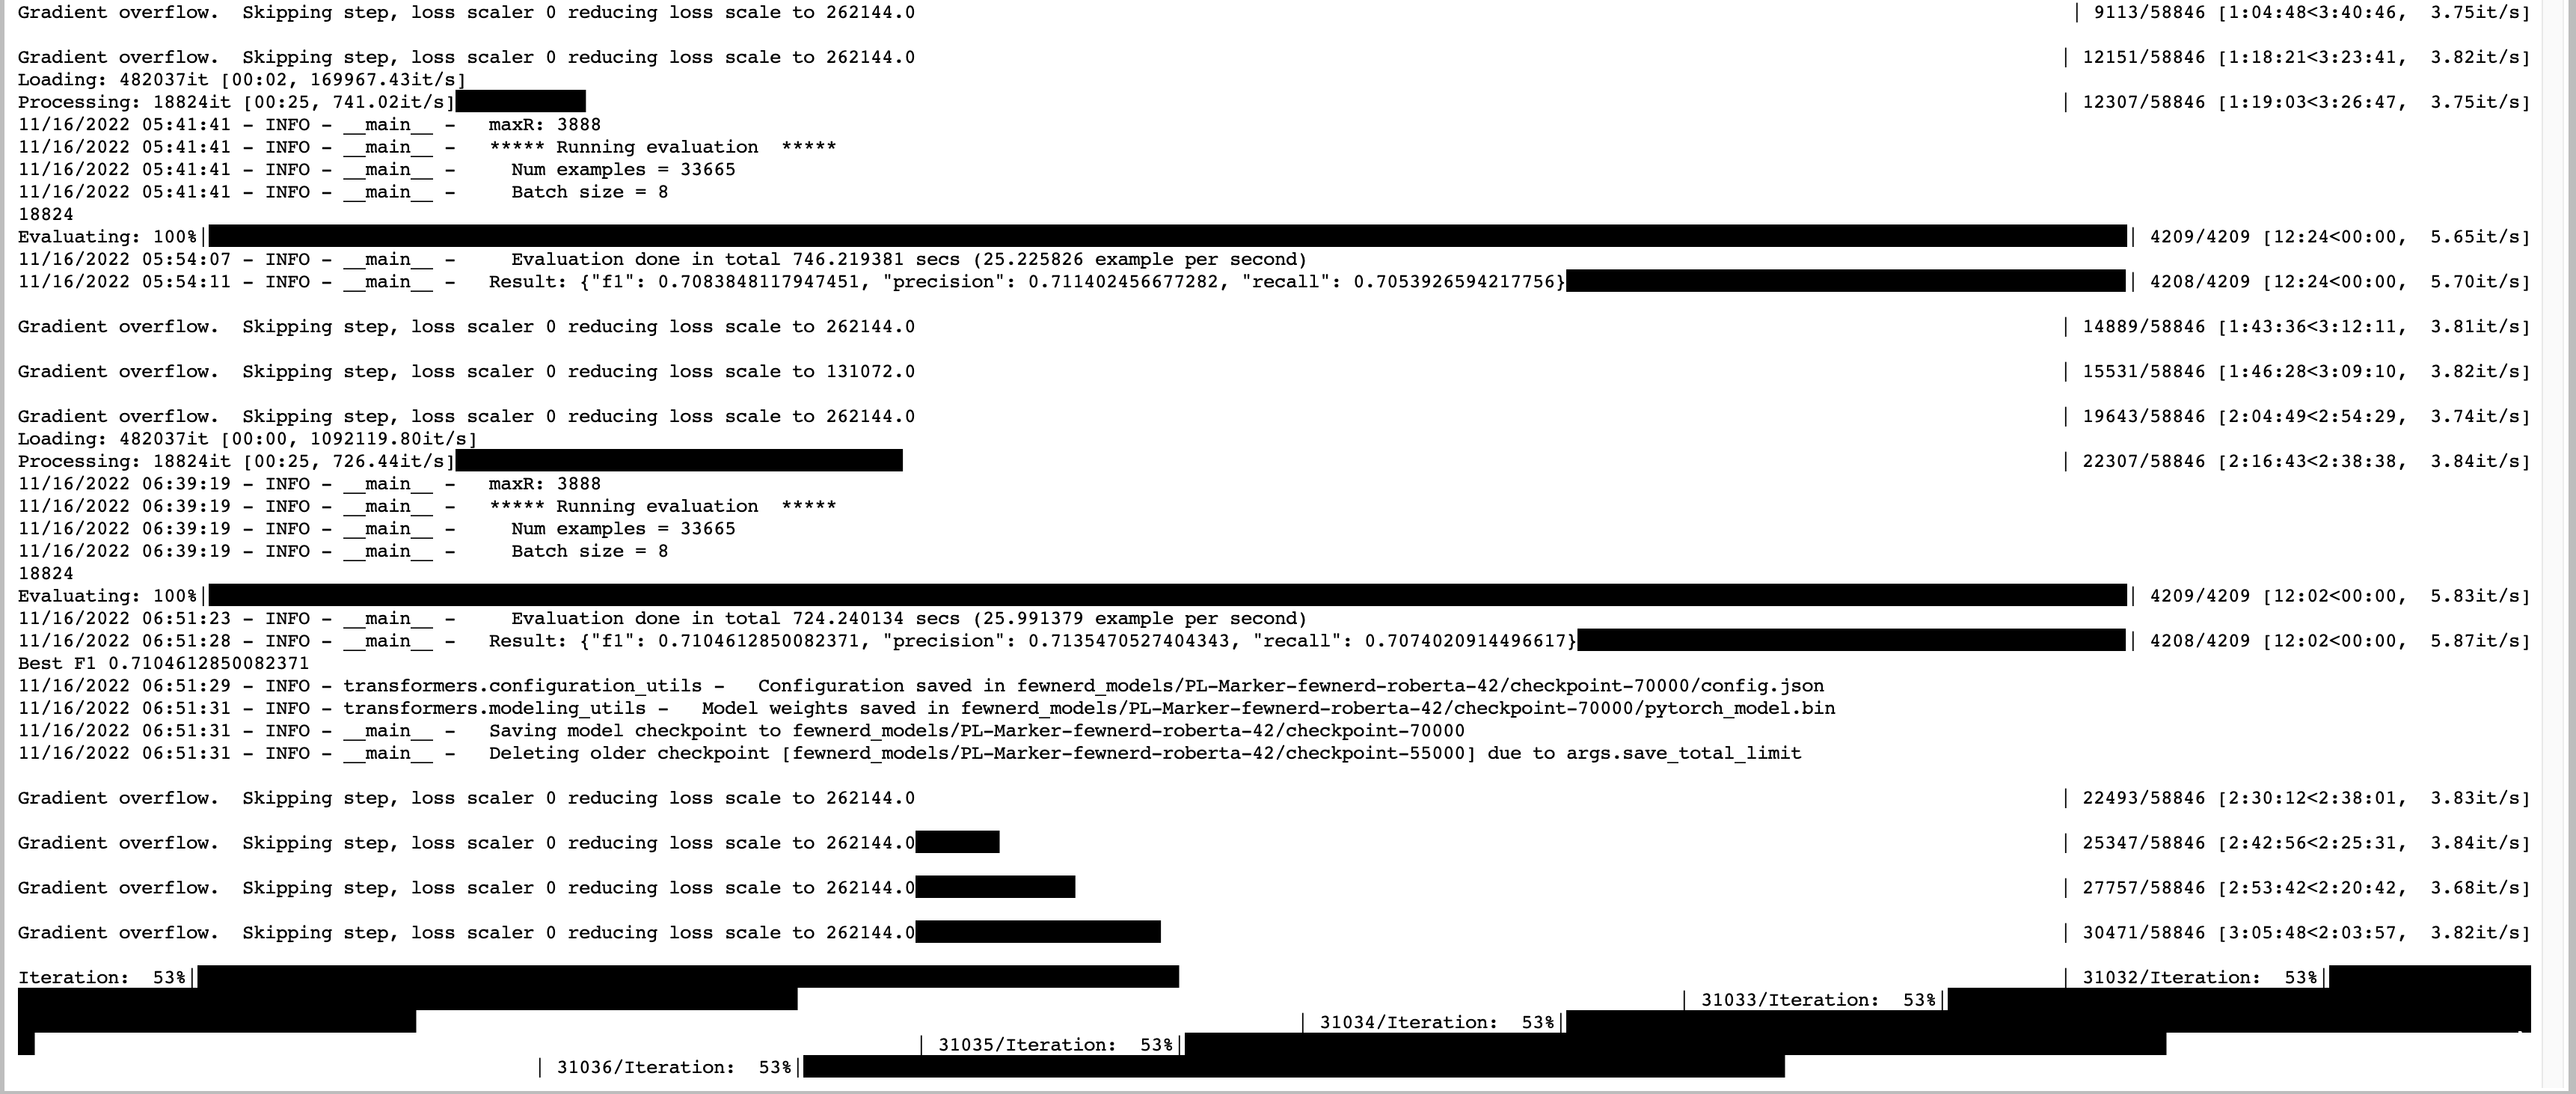 Gradient overflow.  Skipping step, loss scaler 0 reducing loss scale to 262144.0 | 9113/58846 [1:04:48<3:40:46,  3.75it/s]
Gradient overflow.  Skipping step, loss scaler 0 reducing loss scale to 262144.0 | 12151/58846 [1:18:21<3:23:41,  3.82it/s]
Loading: 482037it [00:02, 169967.43it/s]
Processing: 18824it [00:25, 741.02it/s] | 12307/58846 [1:19:03<3:26:47,  3.75it/s]
11/16/2022 05:41:41 - INFO - __main__ -   maxR: 3888
11/16/2022 05:41:41 - INFO - __main__ -   ***** Running evaluation  *****
11/16/2022 05:41:41 - INFO - __main__ -     Num examples = 33665
11/16/2022 05:41:41 - INFO - __main__ -     Batch size = 8
18824
Evaluating: 100%| | 4209/4209 [12:24<00:00,  5.65it/s]
11/16/2022 05:54:07 - INFO - __main__ -     Evaluation done in total 746.219381 secs (25.225826 example per second)
11/16/2022 05:54:11 - INFO - __main__ -   Result: {"f1": 0.7083848117947451, "precision": 0.711402456677282, "recall": 0.7053926594217756} | 4208/4209 [12:24<00:00,  5.70it/s]
Gradient overflow.  Skipping step, loss scaler 0 reducing loss scale to 262144.0 | 14889/58846 [1:43:36<3:12:11,  3.81it/s]
Gradient overflow.  Skipping step, loss scaler 0 reducing loss scale to 131072.0 | 15531/58846 [1:46:28<3:09:10,  3.82it/s]
Gradient overflow.  Skipping step, loss scaler 0 reducing loss scale to 262144.0 | 19643/58846 [2:04:49<2:54:29,  3.74it/s]
Loading: 482037it [00:00, 1092119.80it/s]
Processing: 18824it [00:25, 726.44it/s] | 22307/58846 [2:16:43<2:38:38,  3.84it/s]
11/16/2022 06:39:19 - INFO - __main__ -   maxR: 3888
11/16/2022 06:39:19 - INFO - __main__ -   ***** Running evaluation  *****
11/16/2022 06:39:19 - INFO - __main__ -     Num examples = 33665
11/16/2022 06:39:19 - INFO - __main__ -     Batch size = 8
18824
Evaluating: 100%| | 4209/4209 [12:02<00:00,  5.83it/s]
11/16/2022 06:51:23 - INFO - __main__ -     Evaluation done in total 724.240134 secs (25.991379 example per second)
11/16/2022 06:51:28 - INFO - __main__ -   Result: {"f1": 0.7104612850082371, "precision": 0.7135470527404343, "recall": 0.7074020914496617} | 4208/4209 [12:02<00:00,  5.87it/s]
Best F1 0.7104612850082371
11/16/2022 06:51:29 - INFO - transformers.configuration_utils -   Configuration saved in fewnerd_models/PL-Marker-fewnerd-roberta-42/checkpoint-70000/config.json
11/16/2022 06:51:31 - INFO - transformers.modeling_utils -   Model weights saved in fewnerd_models/PL-Marker-fewnerd-roberta-42/checkpoint-70000/pytorch_model.bin
11/16/2022 06:51:31 - INFO - __main__ -   Saving model checkpoint to fewnerd_models/PL-Marker-fewnerd-roberta-42/checkpoint-70000
11/16/2022 06:51:31 - INFO - __main__ -   Deleting older checkpoint [fewnerd_models/PL-Marker-fewnerd-roberta-42/checkpoint-55000] due to args.save_total_limit
Gradient overflow.  Skipping step, loss scaler 0 reducing loss scale to 262144.0 | 22493/58846 [2:30:12<2:38:01,  3.83it/s]
Gradient overflow.  Skipping step, loss scaler 0 reducing loss scale to 262144.0 | 25347/58846 [2:42:56<2:25:31,  3.84it/s]
Gradient overflow.  Skipping step, loss scaler 0 reducing loss scale to 262144.0 | 27757/58846 [2:53:42<2:20:42,  3.68it/s]
Gradient overflow.  Skipping step, loss scaler 0 reducing loss scale to 262144.0 | 30471/58846 [3:05:48<2:03:57,  3.82it/s]
Iteration:  53%| | 31032/Iteration:  53%|
| 31033/Iteration:  53%|
| 31034/Iteration:  53%|
| 31035/Iteration:  53%|
| 31036/Iteration:  53%|